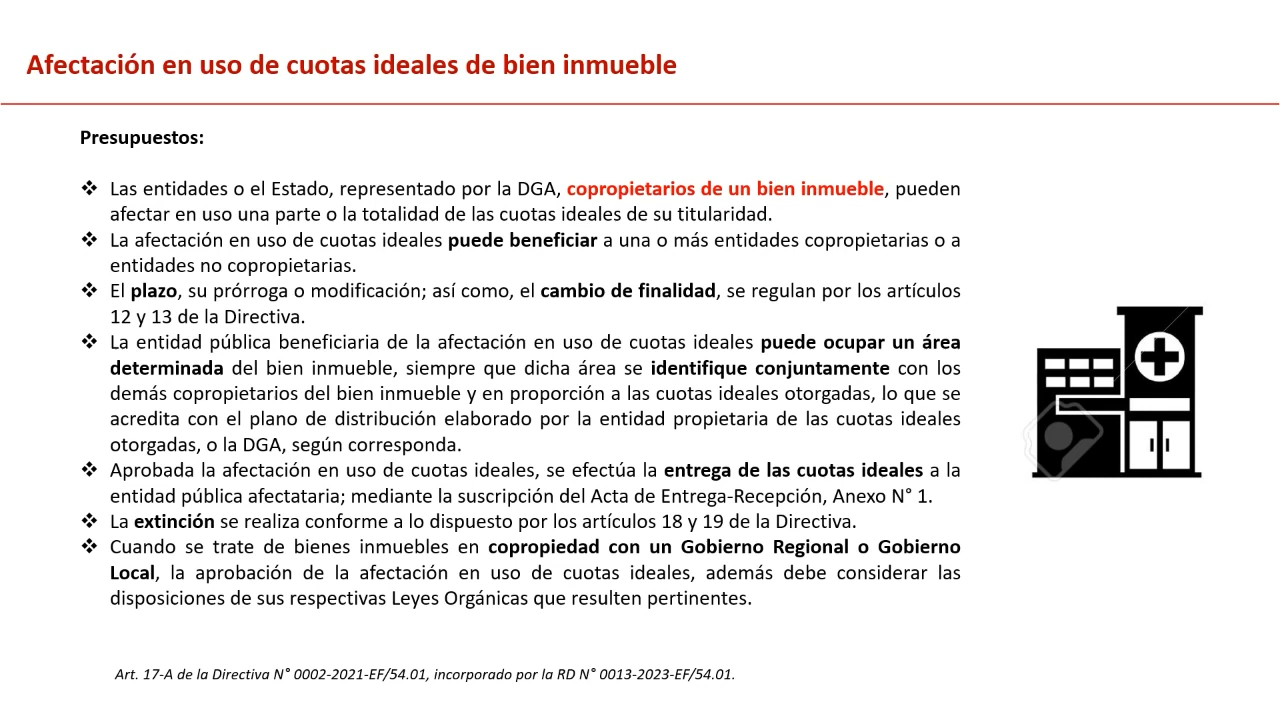 Afectación en uso de cuotas ideales de bien inmueble
Presupuestos:
❖ Las entidades o el Estado, representado por la DGA, copropietarios de un bien inmueble, pueden
afectar en uso una parte o la totalidad de las cuotas ideales de su titularidad.
❖ La afectación en uso de cuotas ideales puede beneficiar a una o más entidades copropietarias o a
entidades no copropietarias.
❖ El plazo, su prórroga o modificación; así como, el cambio de finalidad, se regulan por los artículos
12 y 13 de la Directiva.
❖ La entidad pública beneficiaria de la afectación en uso de cuotas ideales puede ocupar un área
determinada del bien inmueble, siempre que dicha área se identifique conjuntamente con los
demás copropietarios del bien inmueble y en proporción a las cuotas ideales otorgadas, lo que se
acredita con el plano de distribución elaborado por la entidad propietaria de las cuotas ideales
otorgadas, o la DGA, según corresponda.
❖ Aprobada la afectación en uso de cuotas ideales, se efectúa la entrega de las cuotas ideales a la
entidad pública afectataria; mediante la suscripción del Acta de Entrega-Recepción, Anexo N° 1.
❖ La extinción se realiza conforme a lo dispuesto por los artículos 18 y 19 de la Directiva.
❖ Cuando se trate de bienes inmuebles en copropiedad con un Gobierno Regional o Gobierno
Local, la aprobación de la afectación en uso de cuotas ideales, además debe considerar las
disposiciones de sus respectivas Leyes Orgánicas que resulten pertinentes.
Art. 17-A de la Directiva N° 0002-2021-EF/54.01, incorporado por la RD N° 0013-2023-EF/54.01.